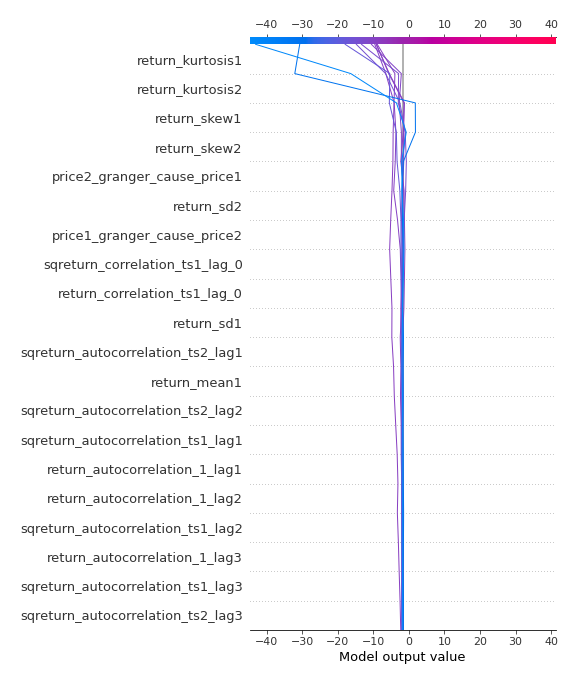 −40 −30 −20 −10 0 10 20 30 40
return_kurtosis1
return_kurtosis2
return_skew1
return_skew2
price2_granger_cause_price1
return_sd2
price1_granger_cause_price2
sqreturn_correlation_ts1_lag_0
return_correlation_ts1_lag_0
return_sd1
sqreturn_autocorrelation_ts2_lag1
return_mean1
sqreturn_autocorrelation_ts2_lag2
sqreturn_autocorrelation_ts1_lag1
return_autocorrelation_1_lag1
return_autocorrelation_1_lag2
sqreturn_autocorrelation_ts1_lag2
return_autocorrelation_1_lag3
sqreturn_autocorrelation_ts1_lag3
sqreturn_autocorrelation_ts2_lag3
−40 −30 −20 −10 0 10 20 30 40
Model output value